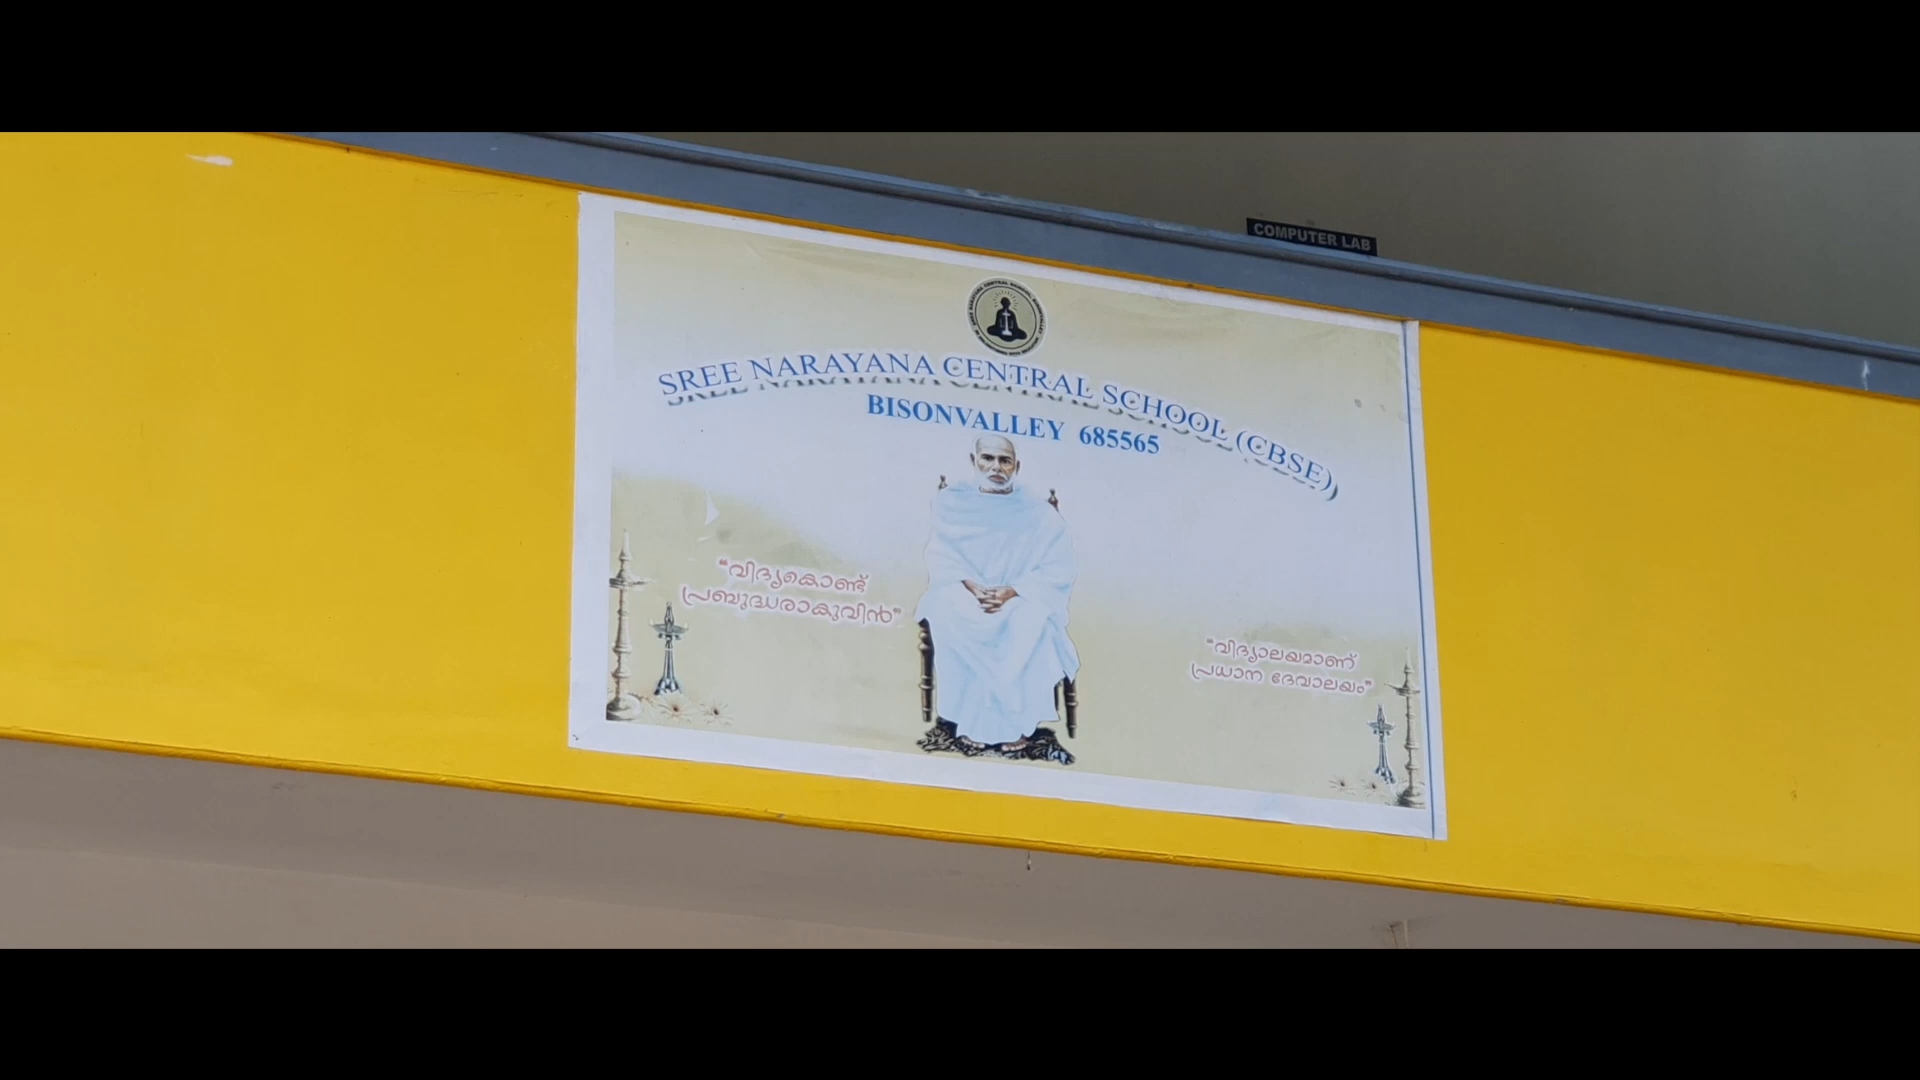 COMPUTER LAB
SREE NARAYANA CENTRAL SCHOOL (CBSE)
BISONVALLEY 685565
"വിദ്യകൊണ്ട്
പ്രബുദ്ധരാകുവിൻ"
"വിദ്യാലയമാണ്
പ്രധാന ദേവാലയം"